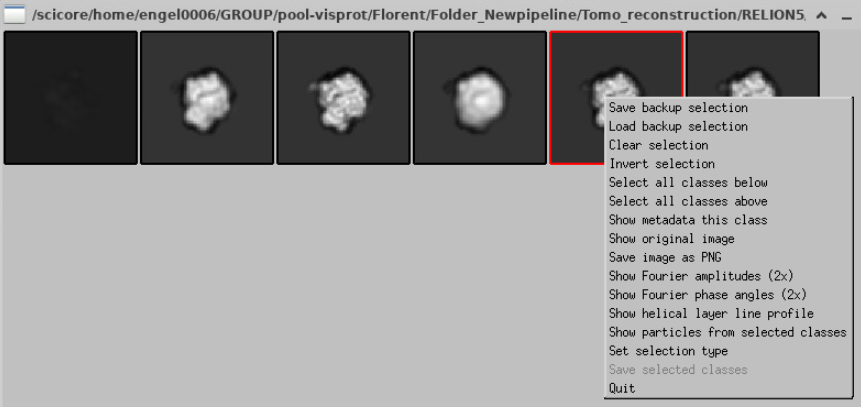 /scicore/home/engel0006/GROUP/pool-visprot/Florent/Folder_Newpipeline/Tomo_reconstruction/RELION5
Save backup selection
Load backup selection
Clear selection
Invert selection
Select all classes below
Select all classes above
Show metadata this class
Show original image
Save image as PNG
Show Fourier amplitudes (2x)
Show Fourier phase angles (2x)
Show helical layer line profile
Show particles from selected classes
Set selection type
Save selected classes
Quit